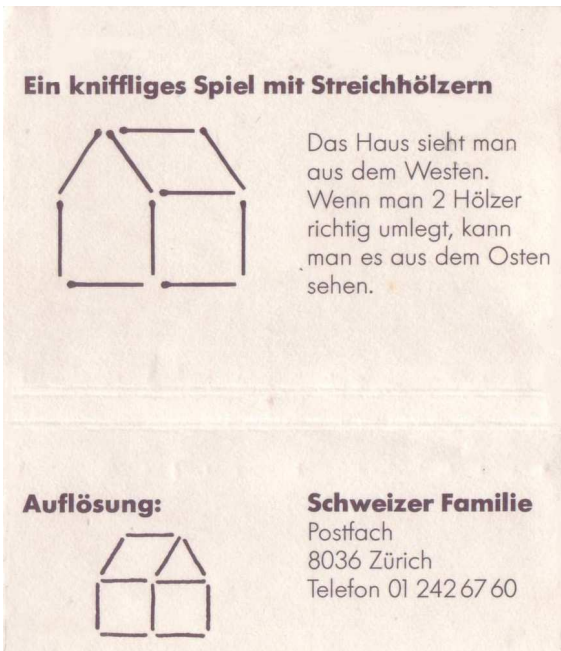 Ein kniffliges Spiel mit Streichhölzern
Das Haus sieht man
aus dem Westen.
Wenn man 2 Hölzer
richtig umlegt, kann
man es aus dem Osten
sehen.
Auflösung:
Schweizer Familie
Postfach
8036 Zürich
Telefon 01 242 67 60